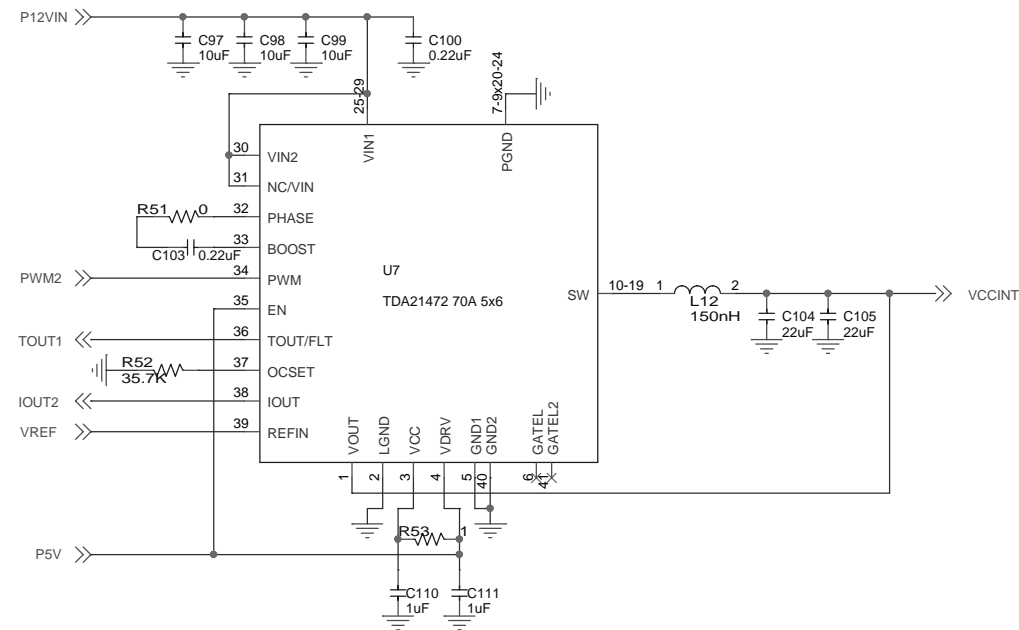 P12VIN
C97
10uF
C98
10uF
C99
10uF
C100
0.22uF
25-29
7-9x20-24
VIN1
PGND
30
VIN2
31
NC/VIN
R51
0
32
PHASE
C103
0.22uF
33
BOOST
PWM2
34
PWM
35
EN
TOUT1
36
TOUT/FLT
R52
35.7K
37
OCSET
IOUT2
38
IOUT
VREF
39
REFIN
U7
TDA21472 70A 5x6
SW
10-19
1
2
L12
150nH
C104
22uF
C105
22uF
VCCINT
VOUT
LGND
VCC
VDRV
GND1
GND2
GATEL
GATEL2
1
2
3
4
5
40
6
41
R53
1
P5V
C110
1uF
C111
1uF